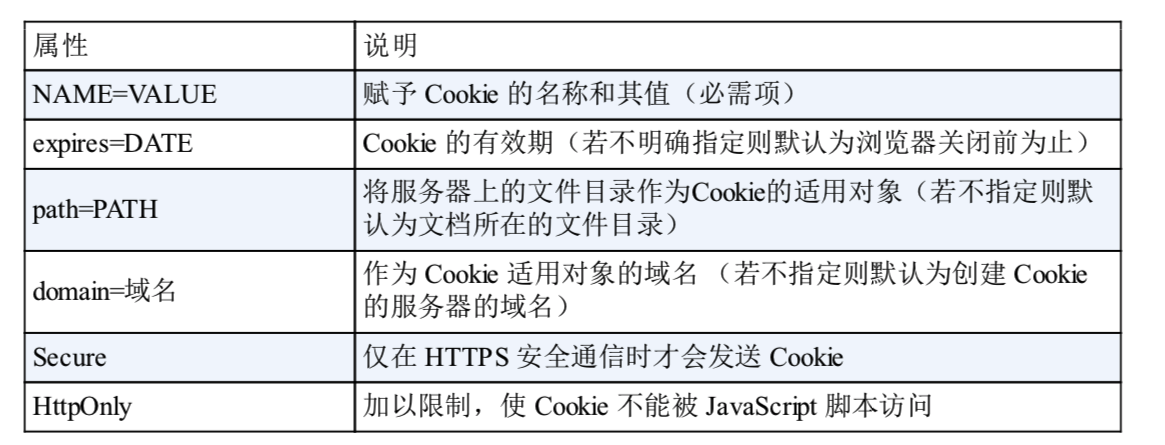 属性
说明
NAME=VALUE
赋予 Cookie 的名称和其值（必需项）
expires=DATE
Cookie 的有效期（若不明确指定则默认为浏览器关闭前为止）
path=PATH
将服务器上的文件目录作为Cookie的适用对象（若不指定则默
认为文档所在的文件目录）
domain=域名
作为 Cookie 适用对象的域名 （若不指定则默认为创建 Cookie
的服务器的域名）
Secure
仅在 HTTPS 安全通信时才会发送 Cookie
HttpOnly
加以限制，使 Cookie 不能被 JavaScript 脚本访问